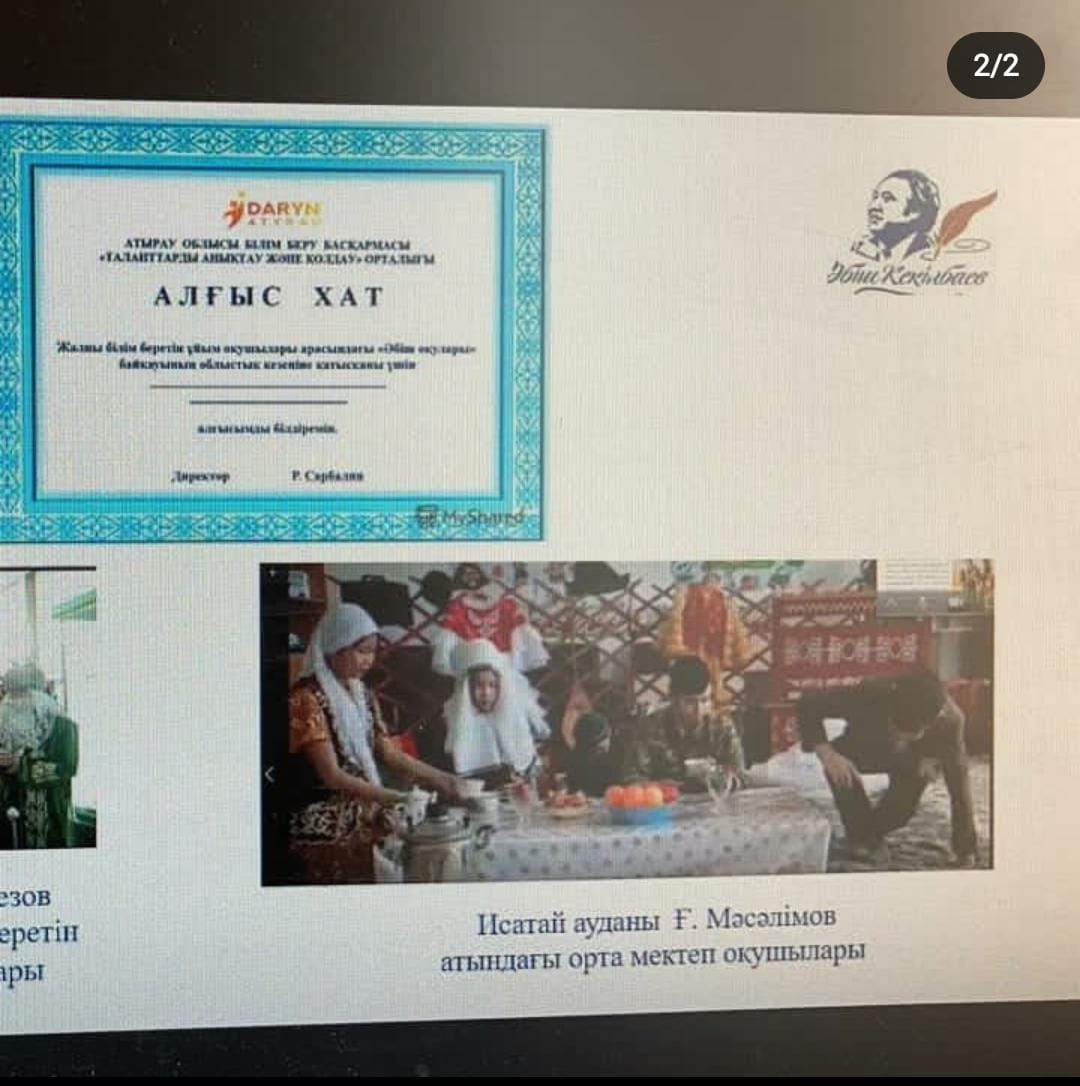 2/2
DARYN
ATYRAU
АТЫРАУ ОБЛЫСЫ БІЛІМ БЕРУ БАСҚАРМАСЫ
«ТАЛАНТТАРДЫ АНЫҚТАУ ЖӘНЕ ҚОЛДАУ» ОРТАЛЫҒЫ
АЛҒЫС ХАТ
Жалпы білім беретін ұйым оқушылары арасындағы «Әбіш оқулары»
байқауының облыстық кезеңіне қатысқаны үшін
алғысымды білдіремін.
Директор Р. Сарбалин
MyShared
Әбіш Кекілбаев
езов
еретін
ары
Исатай ауданы Ғ. Мәсәлімов
атындағы орта мектеп оқушылары